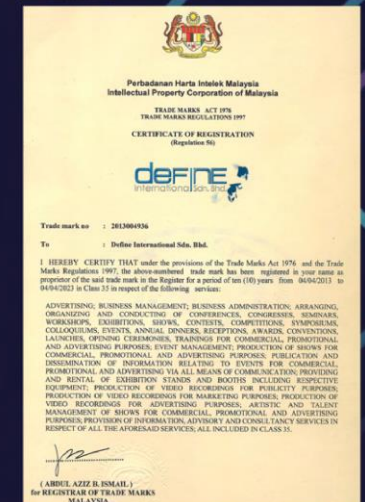 Perbadanan Harta Intelek Malaysia
Intellectual Property Corporation of Malaysia
TRADE MARKS ACT 1976
TRADE MARKS REGULATIONS 1997
CERTIFICATE OF REGISTRATION
(Regulation 56)
define
international sdn. bhd.
Trade mark no : 2013004936
To : Define International Sdn. Bhd.
I HEREBY CERTIFY THAT under the provisions of the Trade Marks Act 1976 and the Trade
Marks Regulations 1997, the above-numbered trade mark has been registered in your name as
proprietor of the said trade mark in the Register for a period of ten (10) years from 04/04/2013 to
04/04/2023 in Class 35 in respect of the following services:
ADVERTISING; BUSINESS MANAGEMENT; BUSINESS ADMINISTRATION; ARRANGING,
ORGANIZING AND CONDUCTING OF CONFERENCES, CONGRESSES, SEMINARS,
WORKSHOPS, EXHIBITIONS, SHOWS, CONTESTS, COMPETITIONS, SYMPOSIUMS,
COLLOQUIUMS, EVENTS, ANNUAL DINNERS, RECEPTIONS, AWARDS, CONVENTIONS,
LAUNCHES, OPENING CEREMONIES, TRAININGS FOR COMMERCIAL, PROMOTIONAL
AND ADVERTISING PURPOSES; EVENT MANAGEMENT; PRODUCTION OF SHOWS FOR
COMMERCIAL, PROMOTIONAL AND ADVERTISING PURPOSES; PUBLICATION AND
DISSEMINATION OF INFORMATION RELATING TO EVENTS FOR COMMERCIAL,
PROMOTIONAL AND ADVERTISING VIA ALL MEANS OF COMMUNICATION; PROVIDING
AND RENTAL OF EXHIBITION STANDS AND BOOTHS INCLUDING RESPECTIVE
EQUIPMENT; PRODUCTION OF VIDEO RECORDINGS FOR PUBLICITY PURPOSES;
PRODUCTION OF VIDEO RECORDINGS FOR MARKETING PURPOSES; PRODUCTION OF
VIDEO RECORDINGS FOR ADVERTISING PURPOSES; ARTISTIC AND TALENT
MANAGEMENT OF SHOWS FOR COMMERCIAL, PROMOTIONAL AND ADVERTISING
PURPOSES; PROVISION OF INFORMATION, ADVISORY AND CONSULTANCY SERVICES IN
RESPECT OF ALL THE AFORESAID SERVICES; ALL INCLUDED IN CLASS 35.
( ABDUL AZIZ B. ISMAIL )
for REGISTRAR OF TRADE MARKS
MALAYSIA